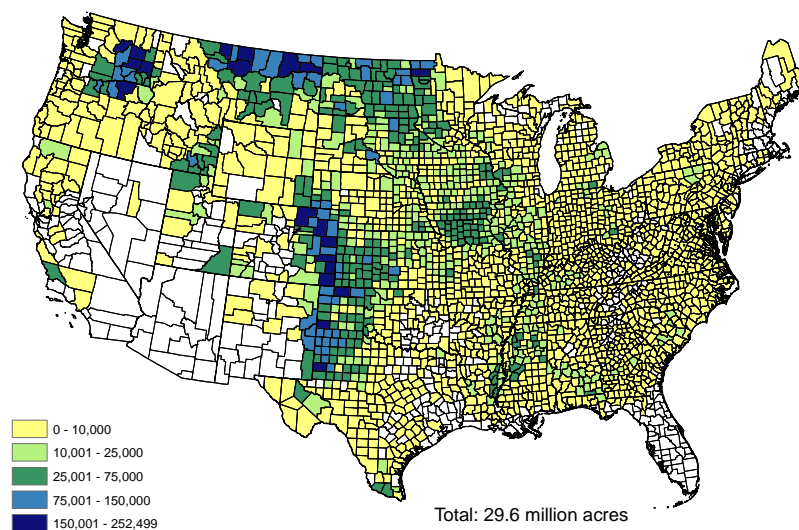 0 - 10,000
10,001 - 25,000
25,001 - 75,000
75,001 - 150,000
150,001 - 252,499
Total: 29.6 million acres